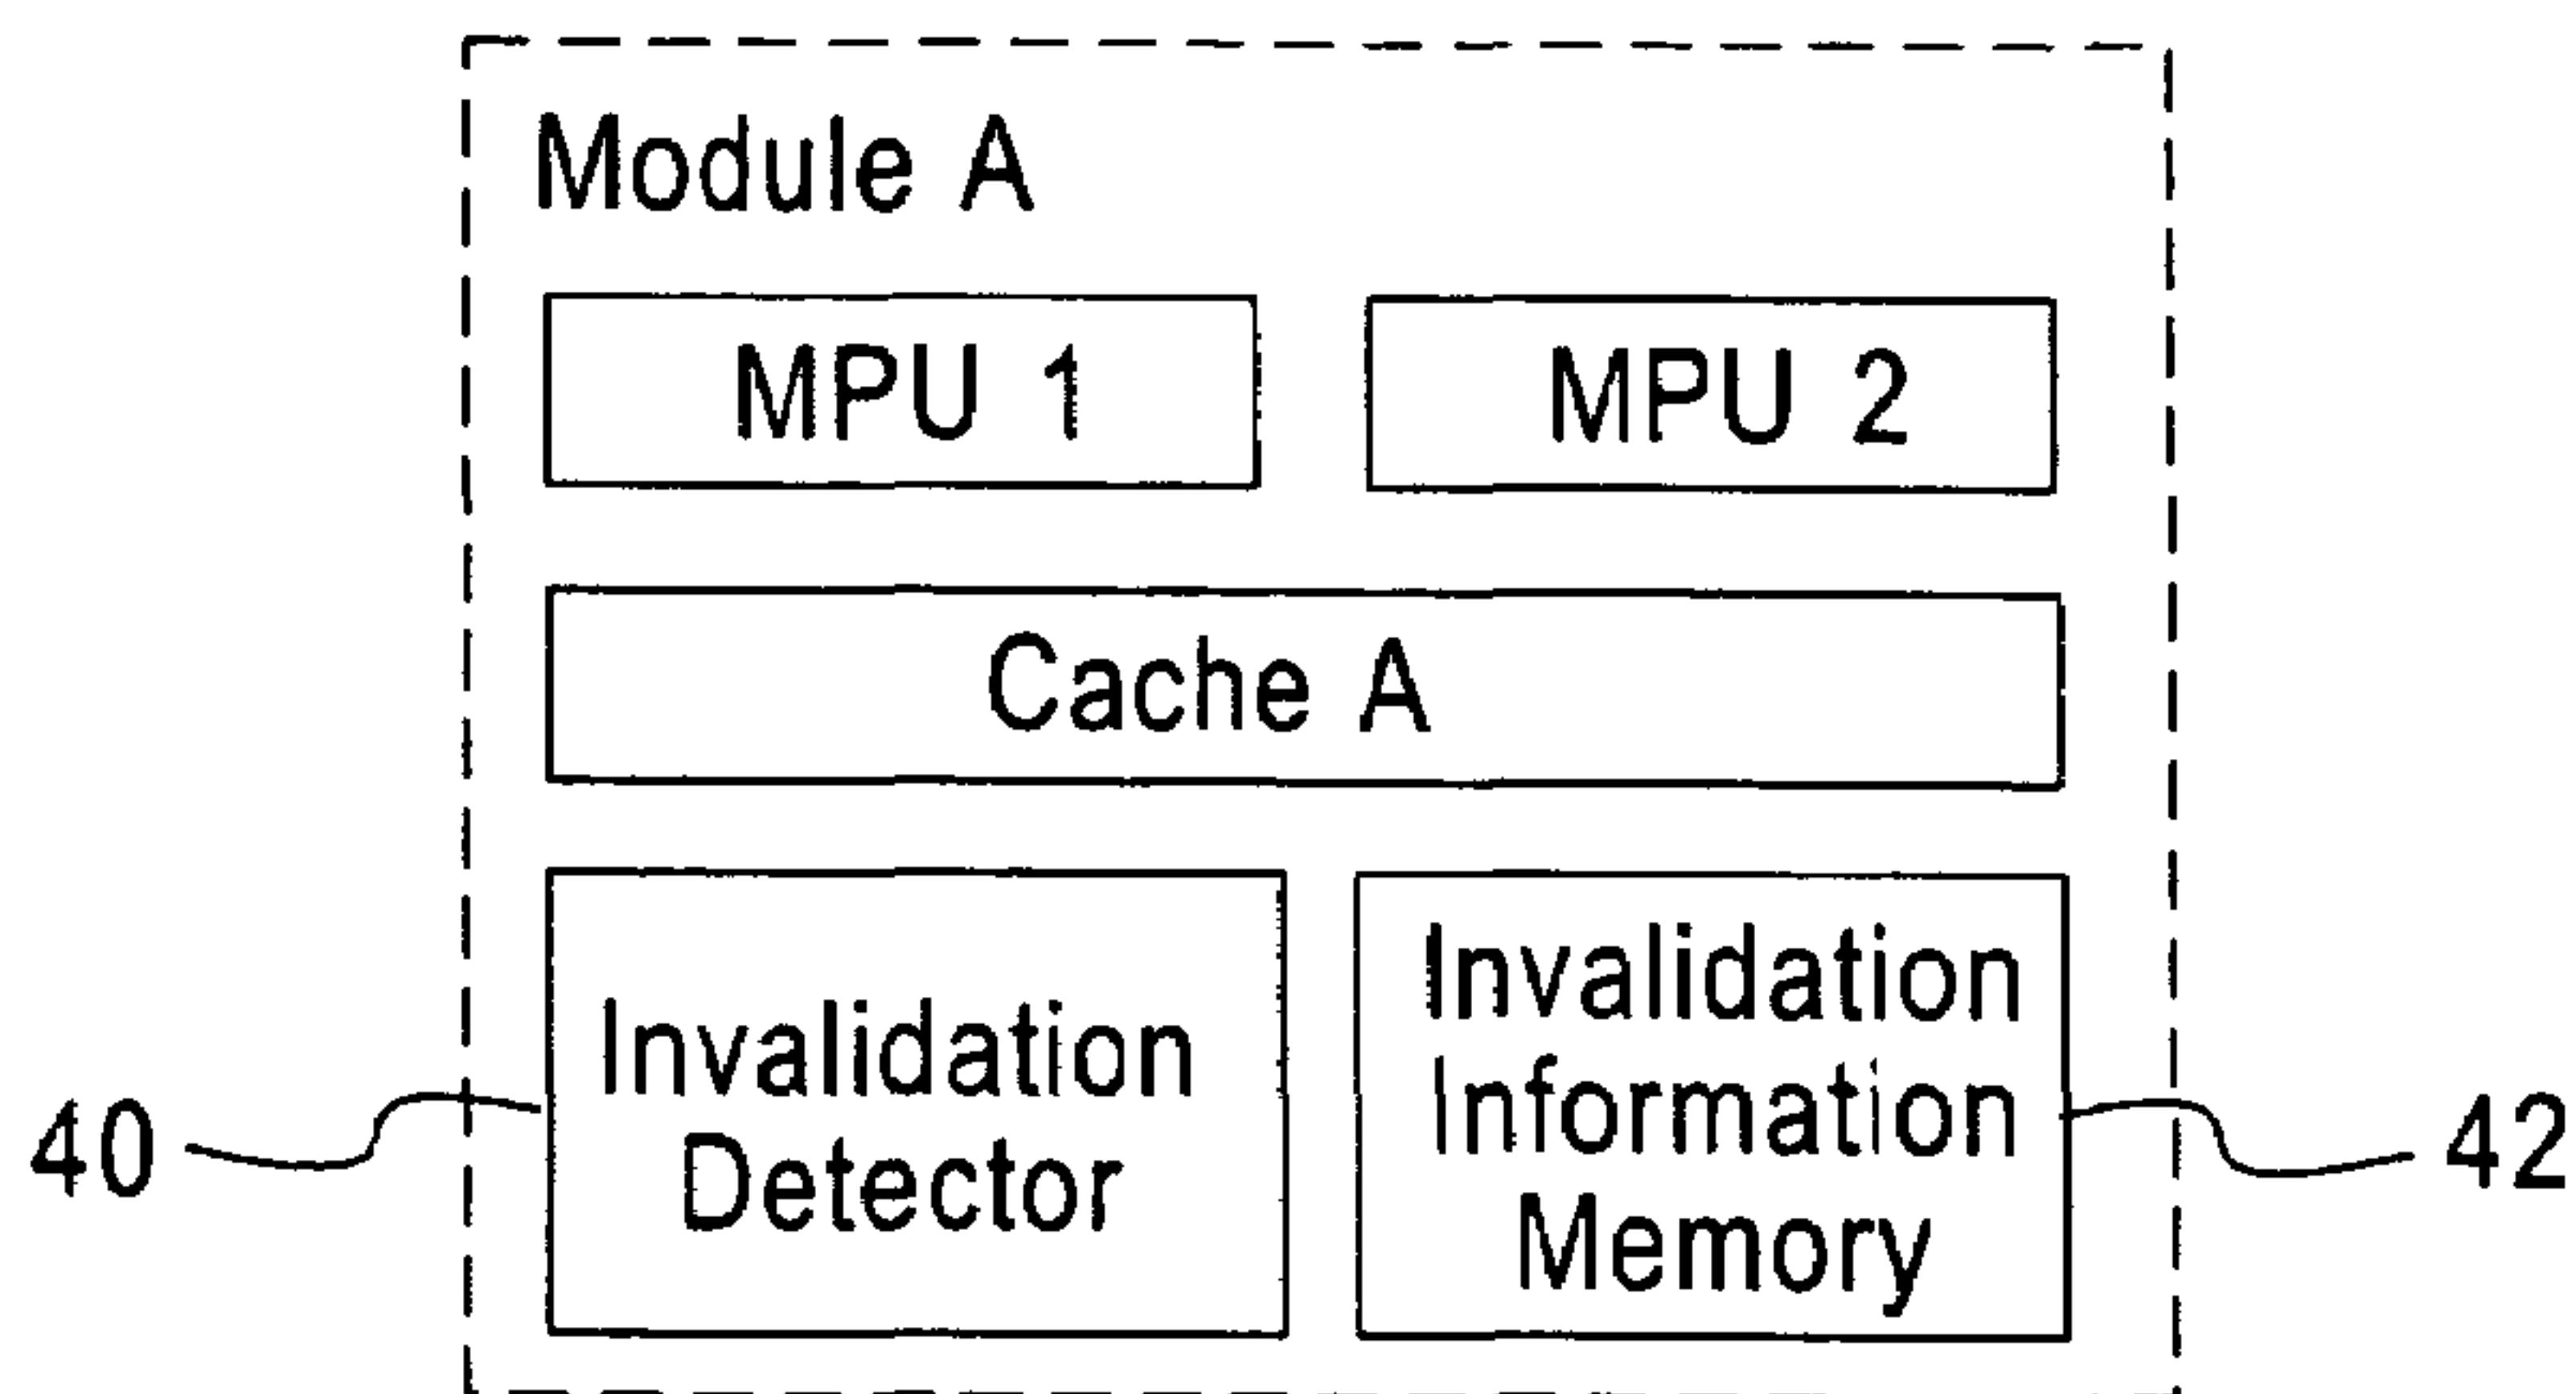 Module A
MPU 1
MPU 2
Cache A
Invalidation
Detector
Invalidation
Information
Memory
40
42